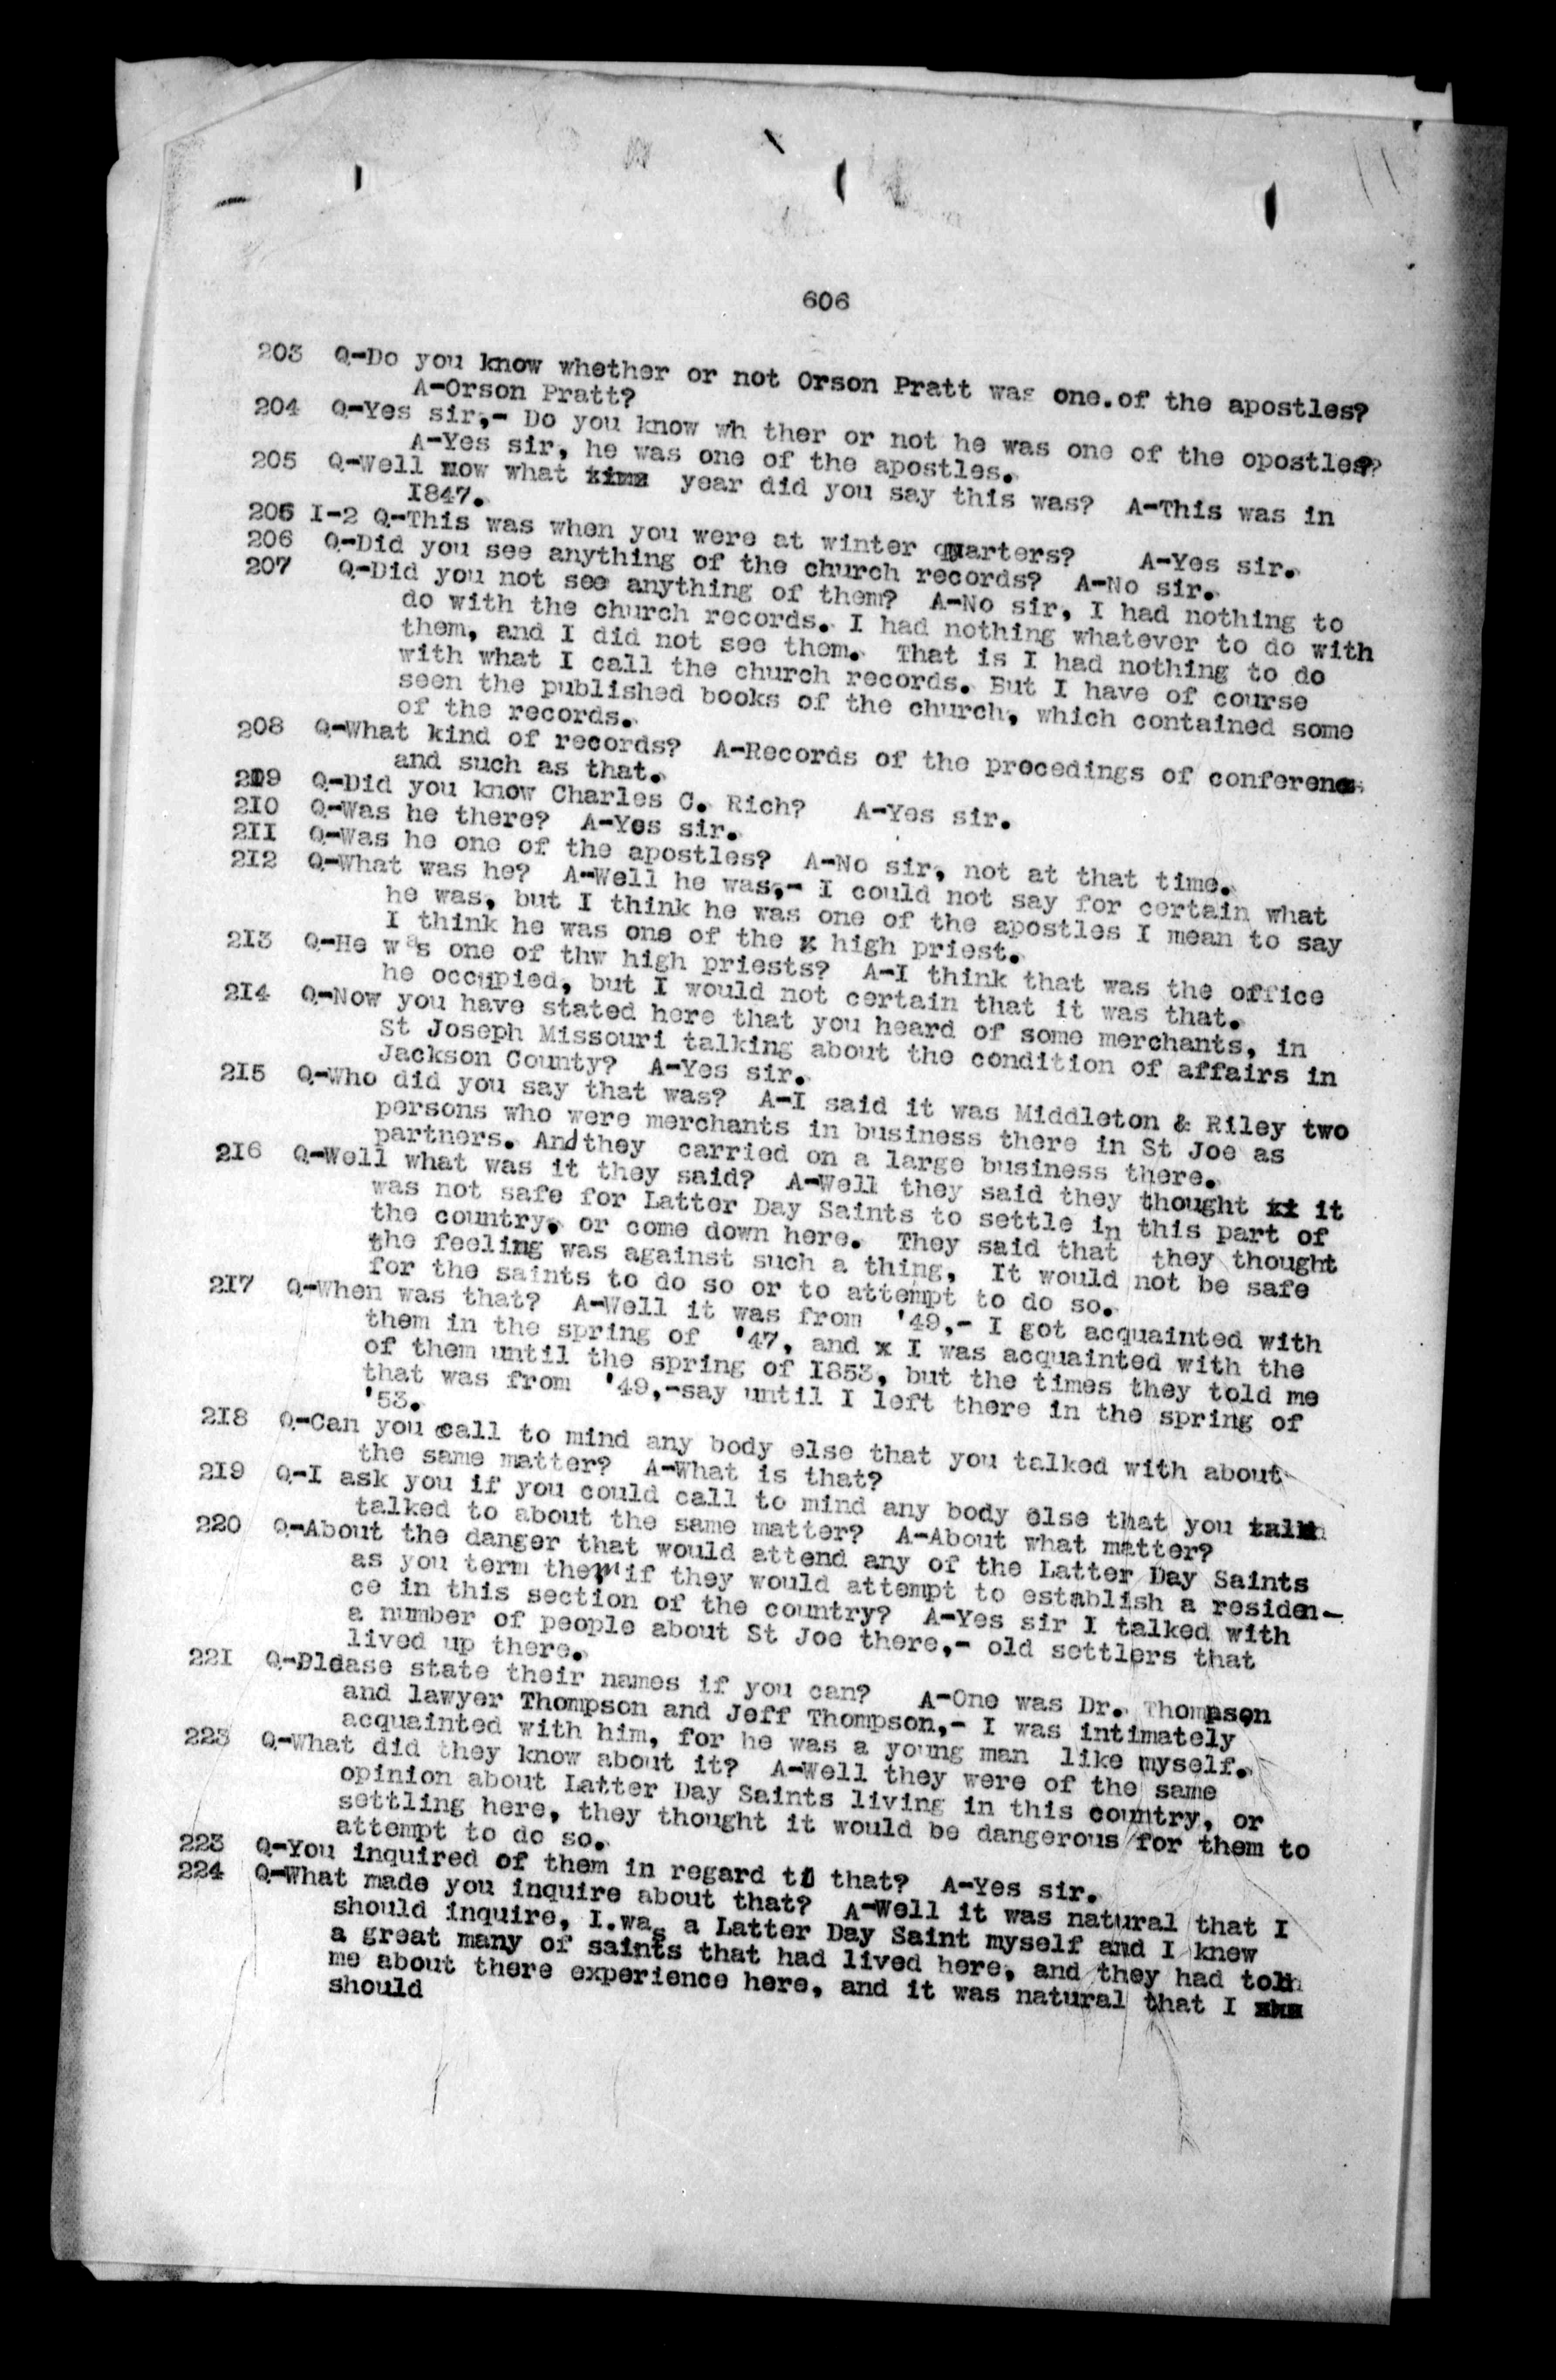 606
203 Q-Do you know whether or not Orson Pratt was one.of the apostles?
A-Orson Pratt?
204 Q-Yes sir,- Do you know wh ther or not he was one of the opostles?
A-Yes sir, he was one of the apostles.
205 Q-Well now what year did you say this was? A-This was in
1847.
205 I-2 Q-This was when you were at winter quarters? A-Yes sir.
206 Q-Did you see anything of the church records? A-No sir.
207 Q-Did you not see anything of them? A-No sir, I had nothing to
do with the church records. I had nothing whatever to do with
them, and I did not see them. That is I had nothing to do
with what I call the church records. But I have of course
seen the published books of the church, which contained some
of the records.
208 Q-What kind of records? A-Records of the procedings of conferences
and such as that.
209 Q-Did you know Charles C. Rich? A-Yes sir.
210 Q-Was he there? A-Yes sir.
211 Q-Was he one of the apostles? A-No sir, not at that time.
212 Q-What was he? A-Well he was,- I could not say for certain what
he was, but I think he was one of the apostles I mean to say
I think he was one of the x high priest.
213 Q-He was one of thw high priests? A-I think that was the office
he occupied, but I would not certain that it was that.
214 Q-Now you have stated here that you heard of some merchants, in
St Joseph Missouri talking about the condition of affairs in
Jackson County? A-Yes sir.
215 Q-Who did you say that was? A-I said it was Middleton & Riley two
persons who were merchants in business there in St Joe as
partners. And they carried on a large business there.
216 Q-Well what was it they said? A-Well they said they thought it
was not safe for Latter Day Saints to settle in this part of
the country, or come down here. They said that they thought
the feeling was against such a thing, It would not be safe
for the saints to do so or to attempt to do so.
217 Q-When was that? A-Well it was from '49,- I got acquainted with
them in the spring of '47, and x I was acquainted with the
of them until the spring of 1853, but the times they told me
that was from '49,-say until I left there in the spring of
'53.
218 Q-Can you call to mind any body else that you talked with about
the same matter? A-What is that?
219 Q-I ask you if you could call to mind any body else that you
talked to about the same matter? A-About what matter?
220 Q-About the danger that would attend any of the Latter Day Saints
as you term them if they would attempt to establish a residen-
ce in this section of the country? A-Yes sir I talked with
a number of people about St Joe there,- old settlers that
lived up there.
221 Q-Please state their names if you can? A-One was Dr. Thompson
and lawyer Thompson and Jeff Thompson,- I was intimately
acquainted with him, for he was a young man like myself.
223 Q-What did they know about it? A-Well they were of the same
opinion about Latter Day Saints living in this country, or
settling here, they thought it would be dangerous for them to
attempt to do so.
223 Q-You inquired of them in regard to that? A-Yes sir.
224 Q-What made you inquire about that? A-Well it was natural that I
should inquire, I.was a Latter Day Saint myself and I knew
a great many of saints that had lived here, and they had told
me about there experience here, and it was natural that I
should